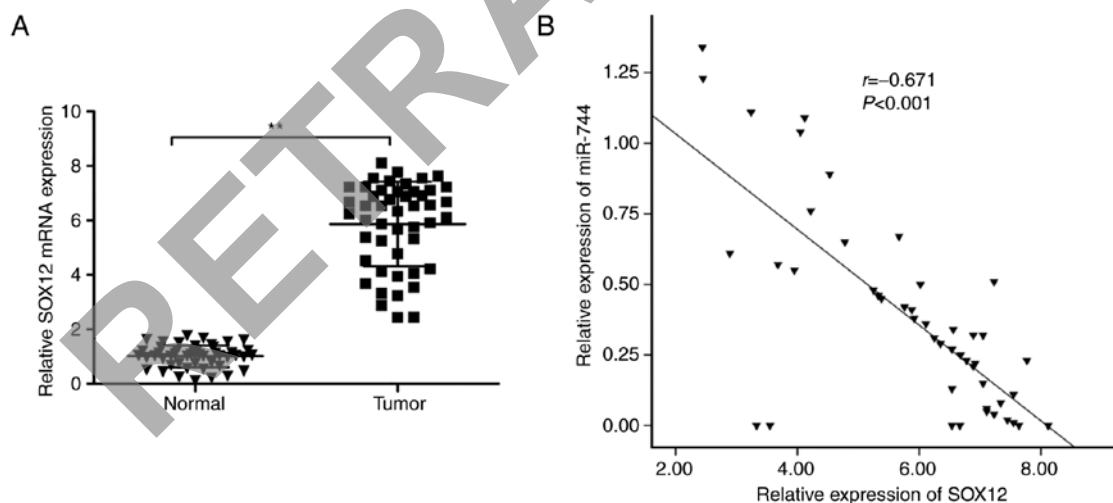 A
Relative SOX12 mRNA expression
10
8
6
4
2
0
**
Normal
Tumor
RETRA
B
Relative expression of miR-744
1.25
1.00
0.75
0.50
0.25
0.00
r=−0.671
P<0.001
2.00
4.00
6.00
8.00
Relative expression of SOX12